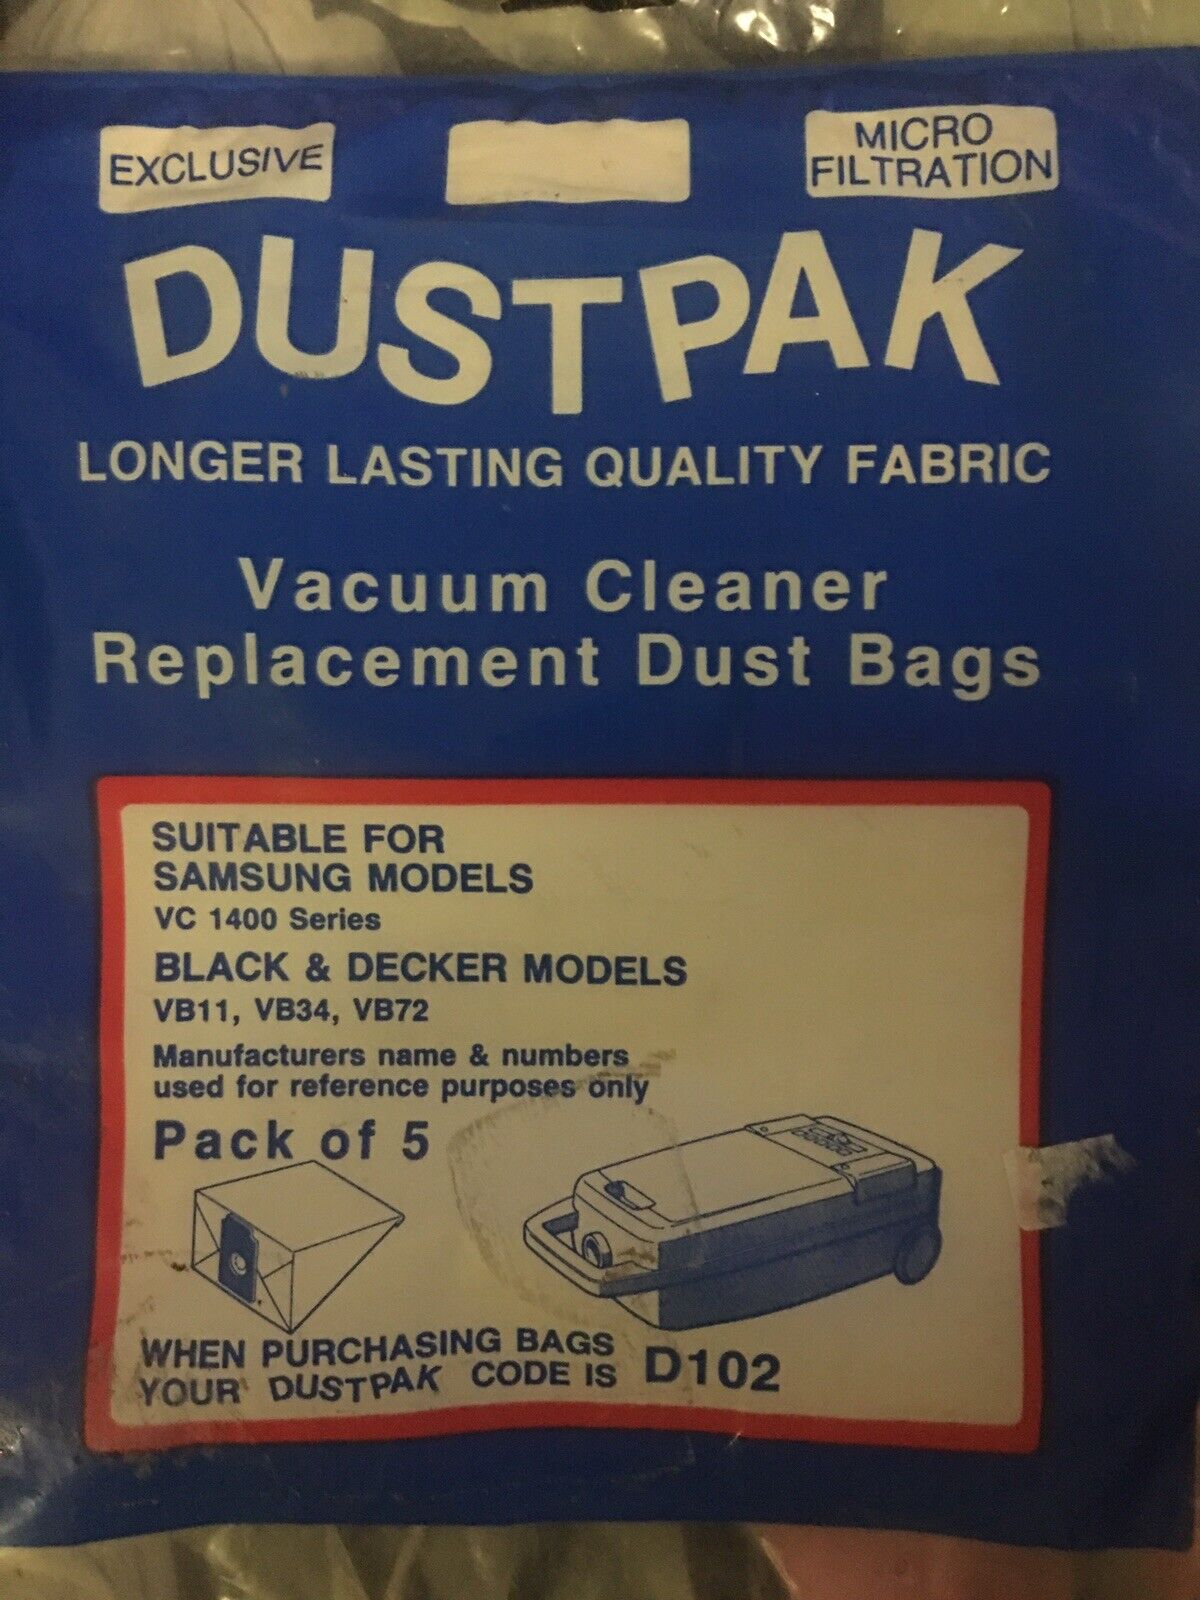 EXCLUSIVE
MICRO
FILTRATION
DUSTPAK
LONGER LASTING QUALITY FABRIC
Vacuum Cleaner
Replacement Dust Bags
SUITABLE FOR
SAMSUNG MODELS
VC 1400 Series
BLACK & DECKER MODELS
VB11, VB34, VB72
Manufacturers name & numbers
used for reference purposes only
Pack of 5
WHEN PURCHASING BAGS
YOUR DUSTPAK CODE IS D102